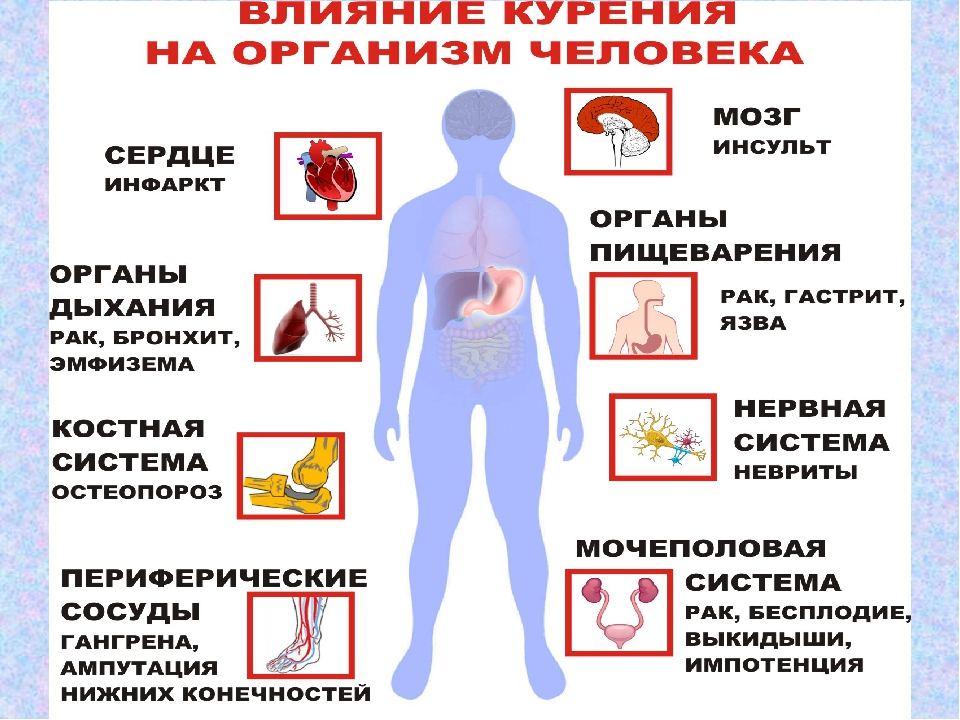 ВЛИЯНИЕ КУРЕНИЯ
НА ОРГАНИЗМ ЧЕЛОВЕКА
СЕРДЦЕ
ИНФАРКТ
ОРГАНЫ
ДЫХАНИЯ
РАК, БРОНХИТ,
ЭМФИЗЕМА
КОСТНАЯ
СИСТЕМА
ОСТЕОПОРОЗ
ПЕРИФЕРИЧЕСКИЕ
СОСУДЫ
ГАНГРЕНА,
АМПУТАЦИЯ
НИЖНИХ КОНЕЧНОСТЕЙ
МОЗГ
ИНСУЛЬТ
ОРГАНЫ
ПИЩЕВАРЕНИЯ
РАК, ГАСТРИТ,
ЯЗВА
НЕРВНАЯ
СИСТЕМА
НЕВРИТЫ
МОЧЕПОЛОВАЯ
СИСТЕМА
РАК, БЕСПЛОДИЕ,
ВЫКИДЫШИ,
ИМПОТЕНЦИЯ